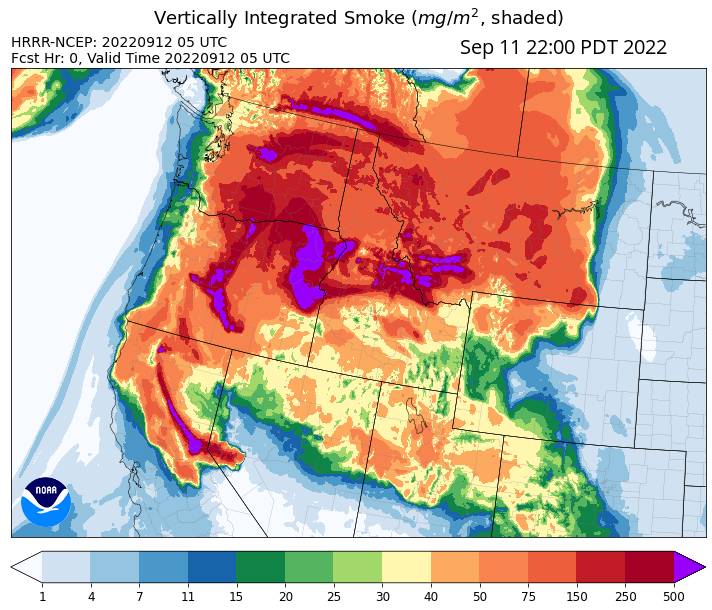 Vertically Integrated Smoke (mg/m², shaded)
HRRR-NCEP: 20220912 05 UTC
Fcst Hr: 0, Valid Time 20220912 05 UTC
Sep 11 22:00 PDT 2022
NOAA
1 4 7 11 15 20 25 30 40 50 75 150 250 500